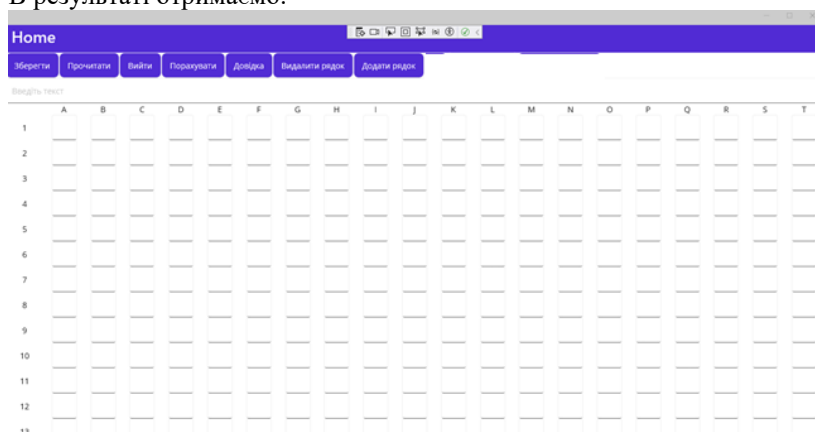 В результаті отримаємо:
Home
Зберегти Прочитати Вийти Порахувати Довідка Видалити рядок Додати рядок
Введіть текст
A B C D E F G H I J K L M N O P Q R S T
1
2
3
4
5
6
7
8
9
10
11
12
13